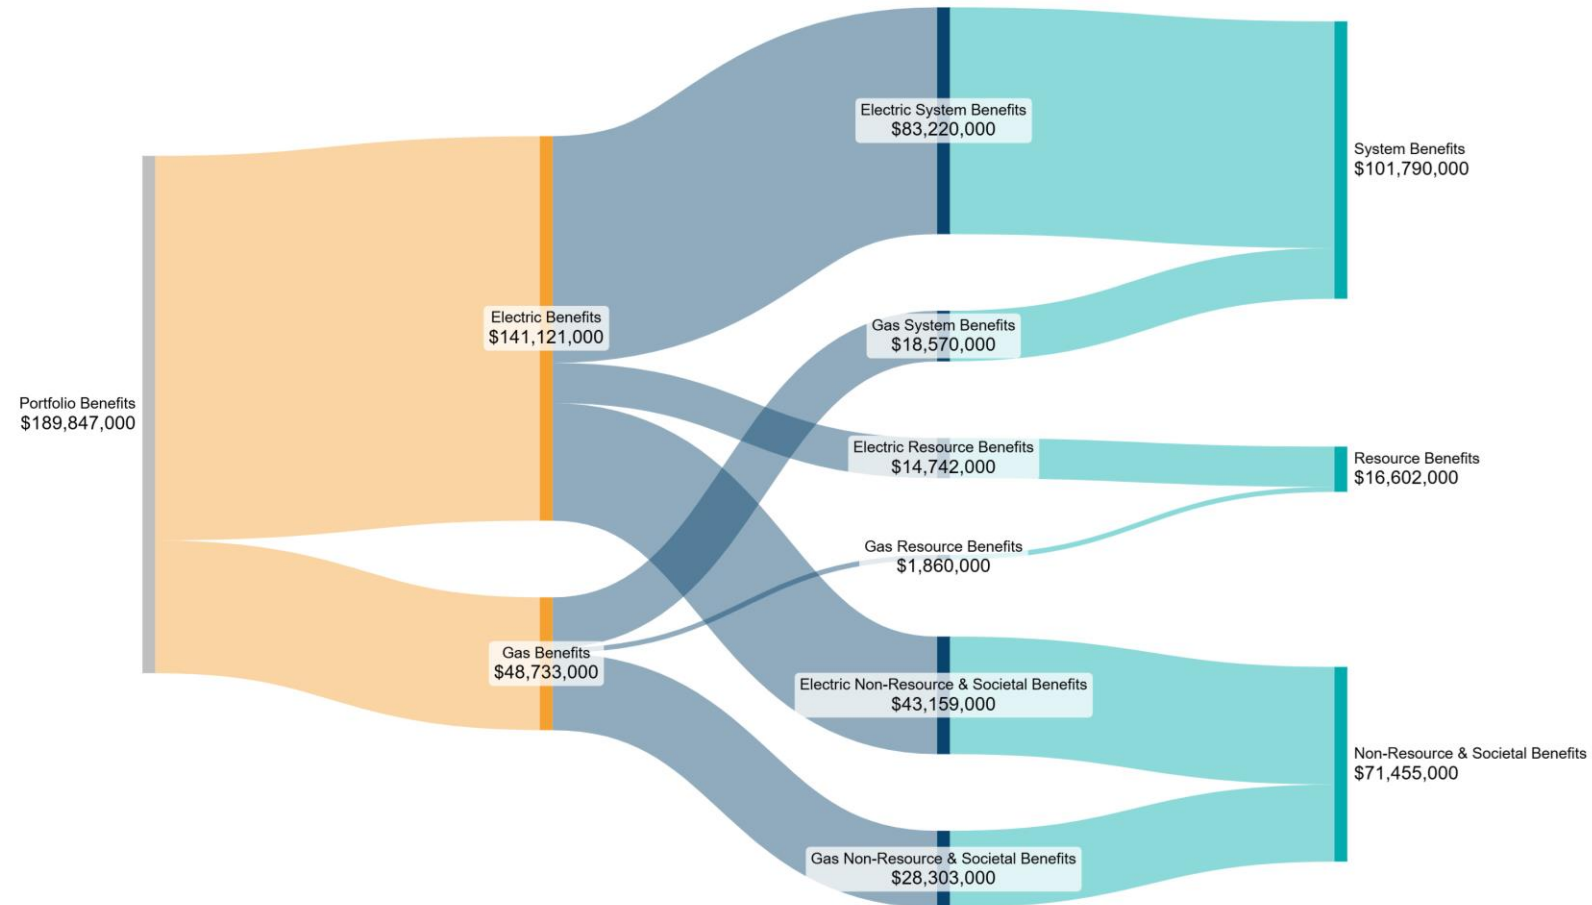 Portfolio Benefits
$189,847,000
Electric Benefits
$141,121,000
Gas Benefits
$48,733,000
Electric System Benefits
$83,220,000
Gas System Benefits
$18,570,000
Electric Resource Benefits
$14,742,000
Gas Resource Benefits
$1,860,000
Electric Non-Resource & Societal Benefits
$43,159,000
Gas Non-Resource & Societal Benefits
$28,303,000
System Benefits
$101,790,000
Resource Benefits
$16,602,000
Non-Resource & Societal Benefits
$71,455,000